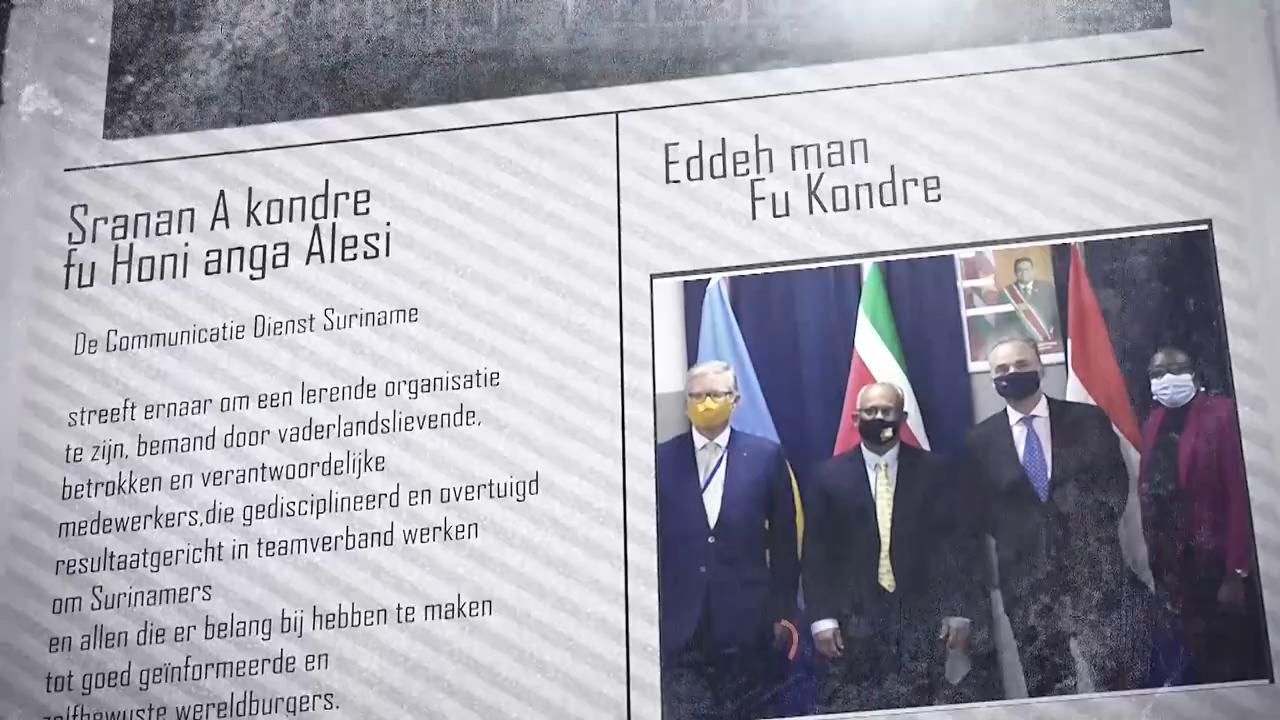 Sranan A kondre
fu Honi anga Alesi
De Communicatie Dienst Suriname
streeft ernaar om een lerende organisatie
te zijn, bemand door vaderlandslievende,
betrokken en verantwoordelijke
medewerkers,die gedisciplineerd en overtuigd
resultaatgericht in teamverband werken
om Surinamers
en allen die er belang bij hebben te maken
tot goed geïnformeerde en
zelfbewuste wereldburgers.
Eddeh man
Fu Kondre